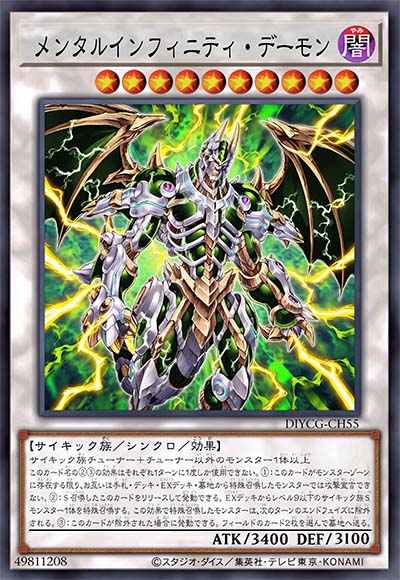 メンタルインフィニティ・デーモン
やみ
闇
DIYCG-CH55
【サイキック族／シンクロ／効果】
サイキック族チューナー＋チューナー以外のモンスター1体以上
このカード名の②③の効果はそれぞれ1ターンに1度しか使用できない。①：このカードがモンスターゾーン
に存在する限り、お互いは手札・デッキ・EXデッキ・墓地から特殊召喚したモンスターでは攻撃宣言でき
ない。②：S召喚したこのカードをリリースして発動できる。EXデッキからレベル9以下のサイキック族Sモ
ンスター1体を特殊召喚する。この効果で特殊召喚したモンスターは、次のターンのエンドフェイズに除外
される。③：このカードが除外された場合に発動できる。フィールドのカード2枚を選んで墓地へ送る。
ATK/3400 DEF/3100
49811208
©スタジオ・ダイス／集英社・テレビ東京・KONAMI